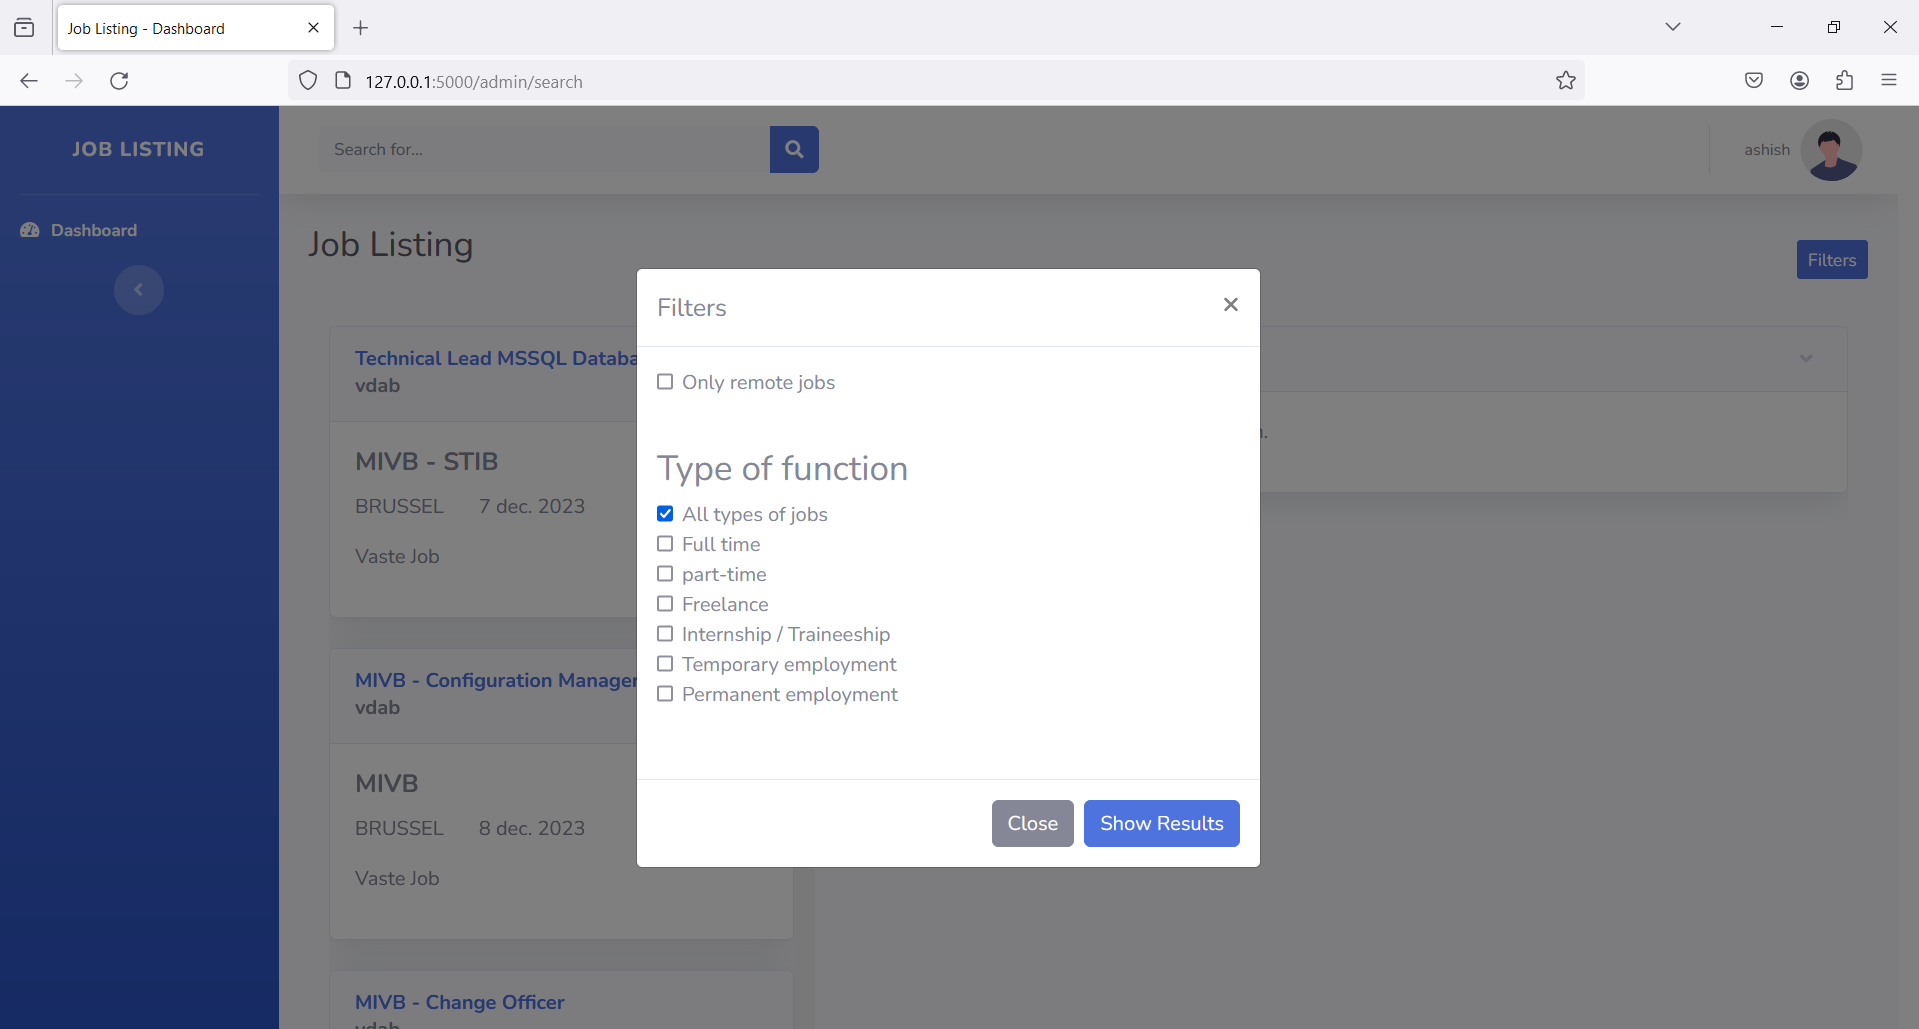 Job Listing - Dashboard
127.0.0.1:5000/admin/search
JOB LISTING
Dashboard
Search for...
ashish
Job Listing
Filters
Technical Lead MSSQL Databa
vdab
MIVB - STIB
BRUSSEL 7 dec. 2023
Vaste Job
MIVB - Configuration Manager
vdab
MIVB
BRUSSEL 8 dec. 2023
Vaste Job
MIVB - Change Officer
vdab
Filters
Only remote jobs
Type of function
All types of jobs
Full time
part-time
Freelance
Internship / Traineeship
Temporary employment
Permanent employment
Close
Show Results